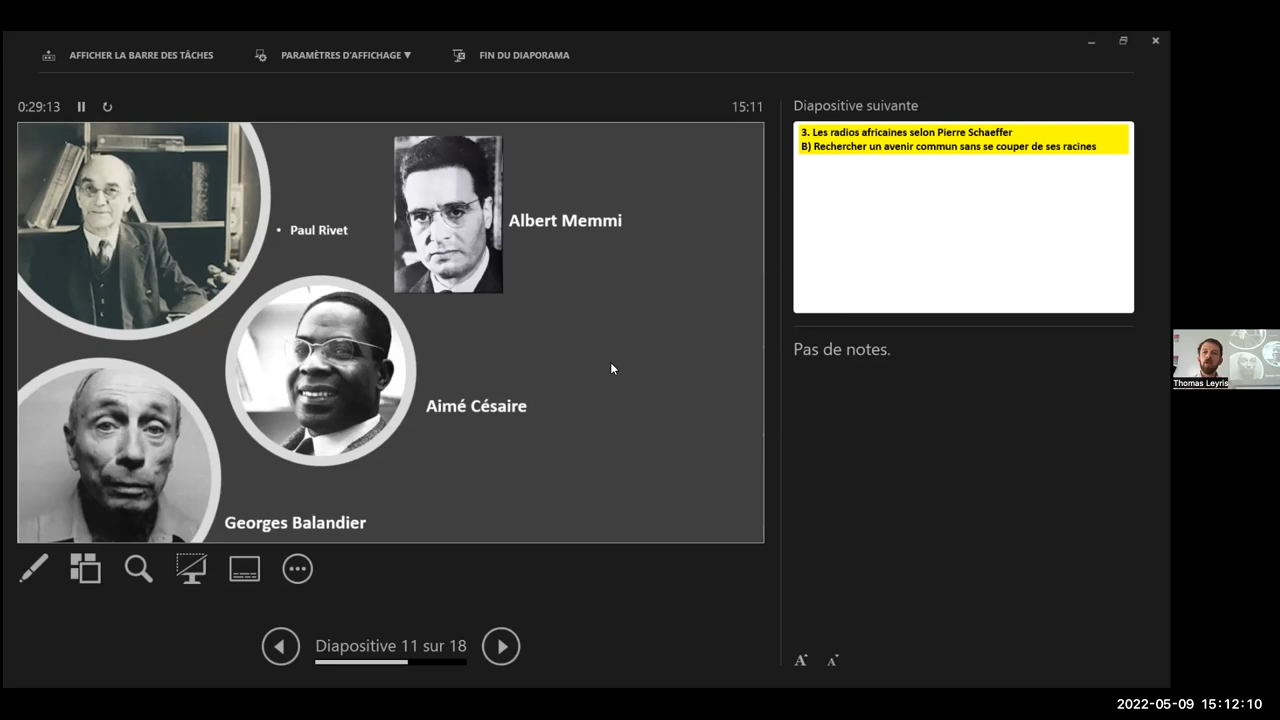 AFFICHER LA BARRE DES TÂCHES
PARAMÈTRES D'AFFICHAGE ▼
FIN DU DIAPORAMA
0:29:13
15:11
• Paul Rivet
Albert Memmi
Aimé Césaire
Georges Balandier
Diapositive 11 sur 18
Diapositive suivante
3. Les radios africaines selon Pierre Schaeffer
B) Rechercher un avenir commun sans se couper de ses racines
Pas de notes.
A A
Thomas Leyris
2022-05-09 15:12:10